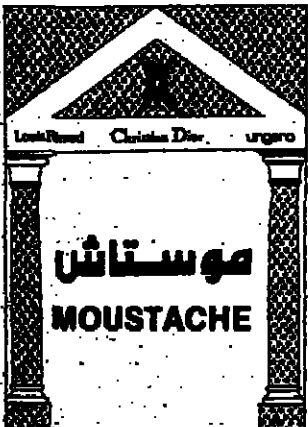 Louis Feraud Christian Dior ungaro
موستاش
MOUSTACHE